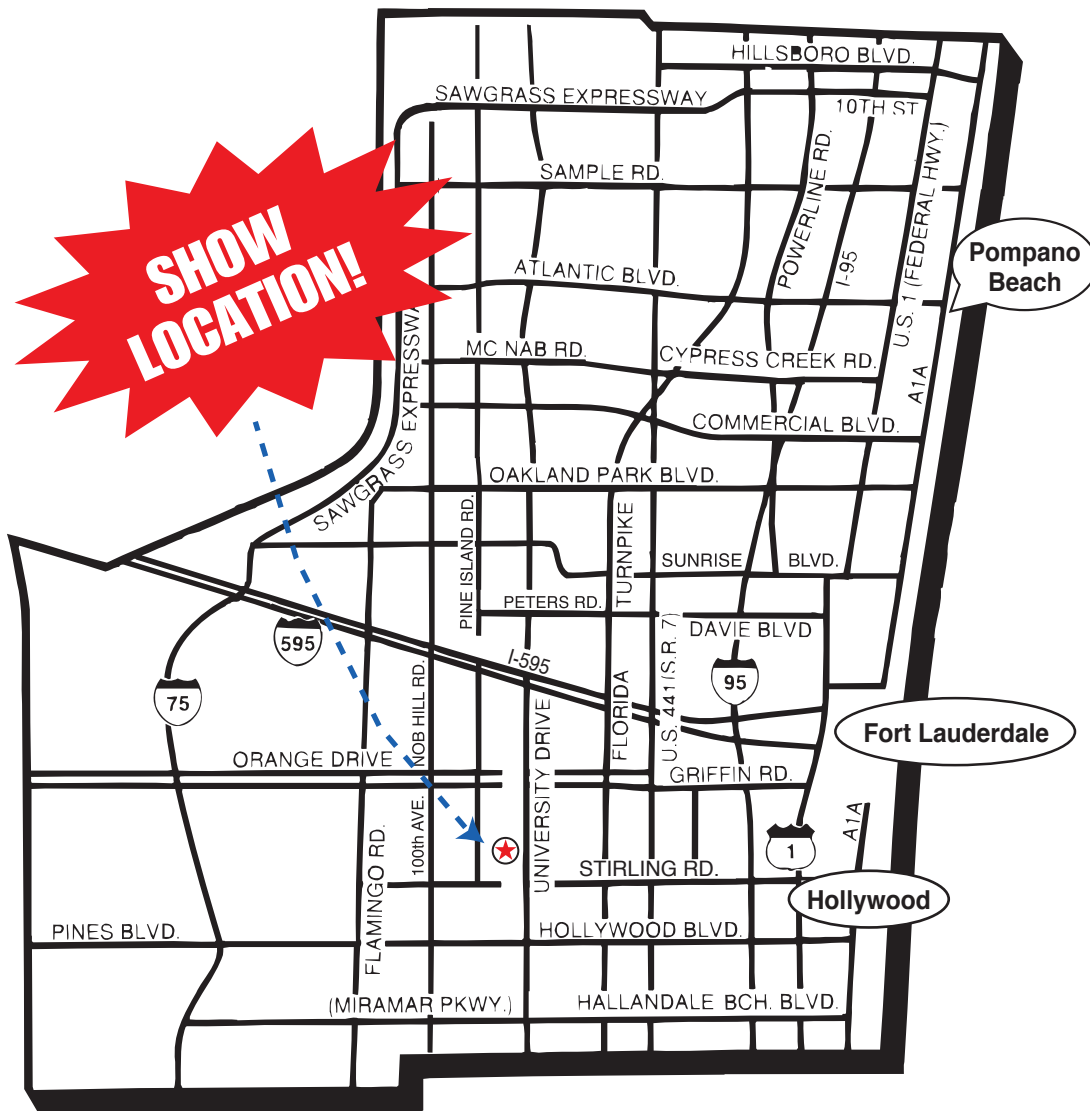 HILLSBORO BLVD.
SAWGRASS EXPRESSWAY
10TH ST
SAMPLE RD.
POWERLINE RD.
I-95
U.S. 1 (FEDERAL HWY.)
A1A
Pompano
Beach
SHOW
LOCATION!
ATLANTIC BLVD.
MC NAB RD.
CYPRESS CREEK RD.
COMMERCIAL BLVD.
SAWGRASS EXPRESSWAY
OAKLAND PARK BLVD.
PINE ISLAND RD.
TURNPIKE
SUNRISE BLVD.
PETERS RD.
DAVIE BLVD
595
I-595
75
95
NOB HILL RD.
UNIVERSITY DRIVE
FLORIDA
U.S. 441 (S.R. 7)
Fort Lauderdale
ORANGE DRIVE
GRIFFIN RD.
100th AVE.
FLAMINGO RD.
1
A1A
STIRLING RD.
Hollywood
PINES BLVD.
HOLLYWOOD BLVD.
(MIRAMAR PKWY.)
HALLANDALE BCH. BLVD.